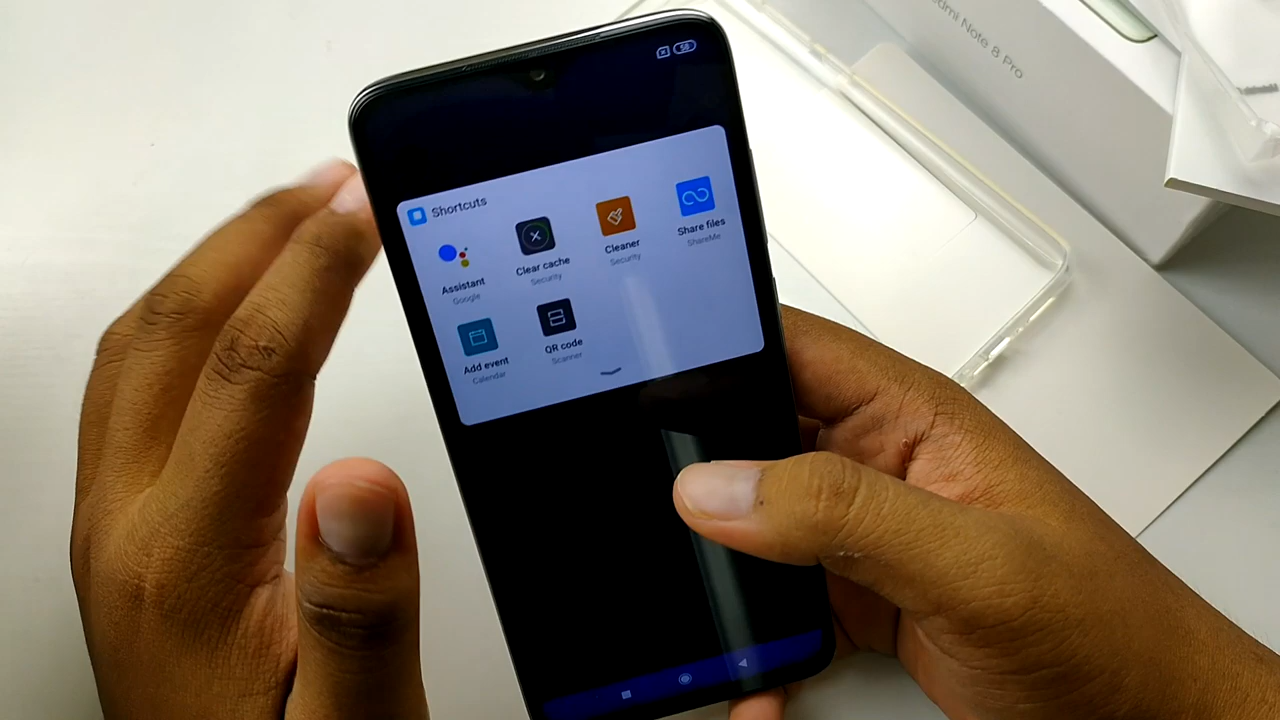 58
Redmi Note 8 Pro
Shortcuts
Assistant
Google
Clear cache
Security
Cleaner
Security
Share files
ShareMe
Add event
Calendar
QR code
Scanner